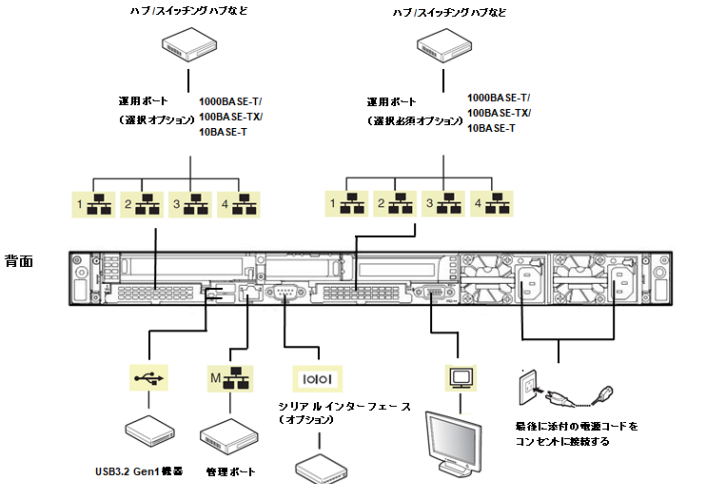 ハブ/スイッチングハブなど
ハブ/スイッチングハブなど
運用ポート
（選択オプション）
1000BASE-T/
100BASE-TX/
10BASE-T
運用ポート
（選択必須オプション）
1000BASE-T/
100BASE-TX/
10BASE-T
1 2 3 4
1 2 3 4
背面
M
IOIOI
シリアルインターフェース
（オプション）
最後に添付の電源コードを
コンセントに接続する
USB3.2 Gen1機器
管理ポート